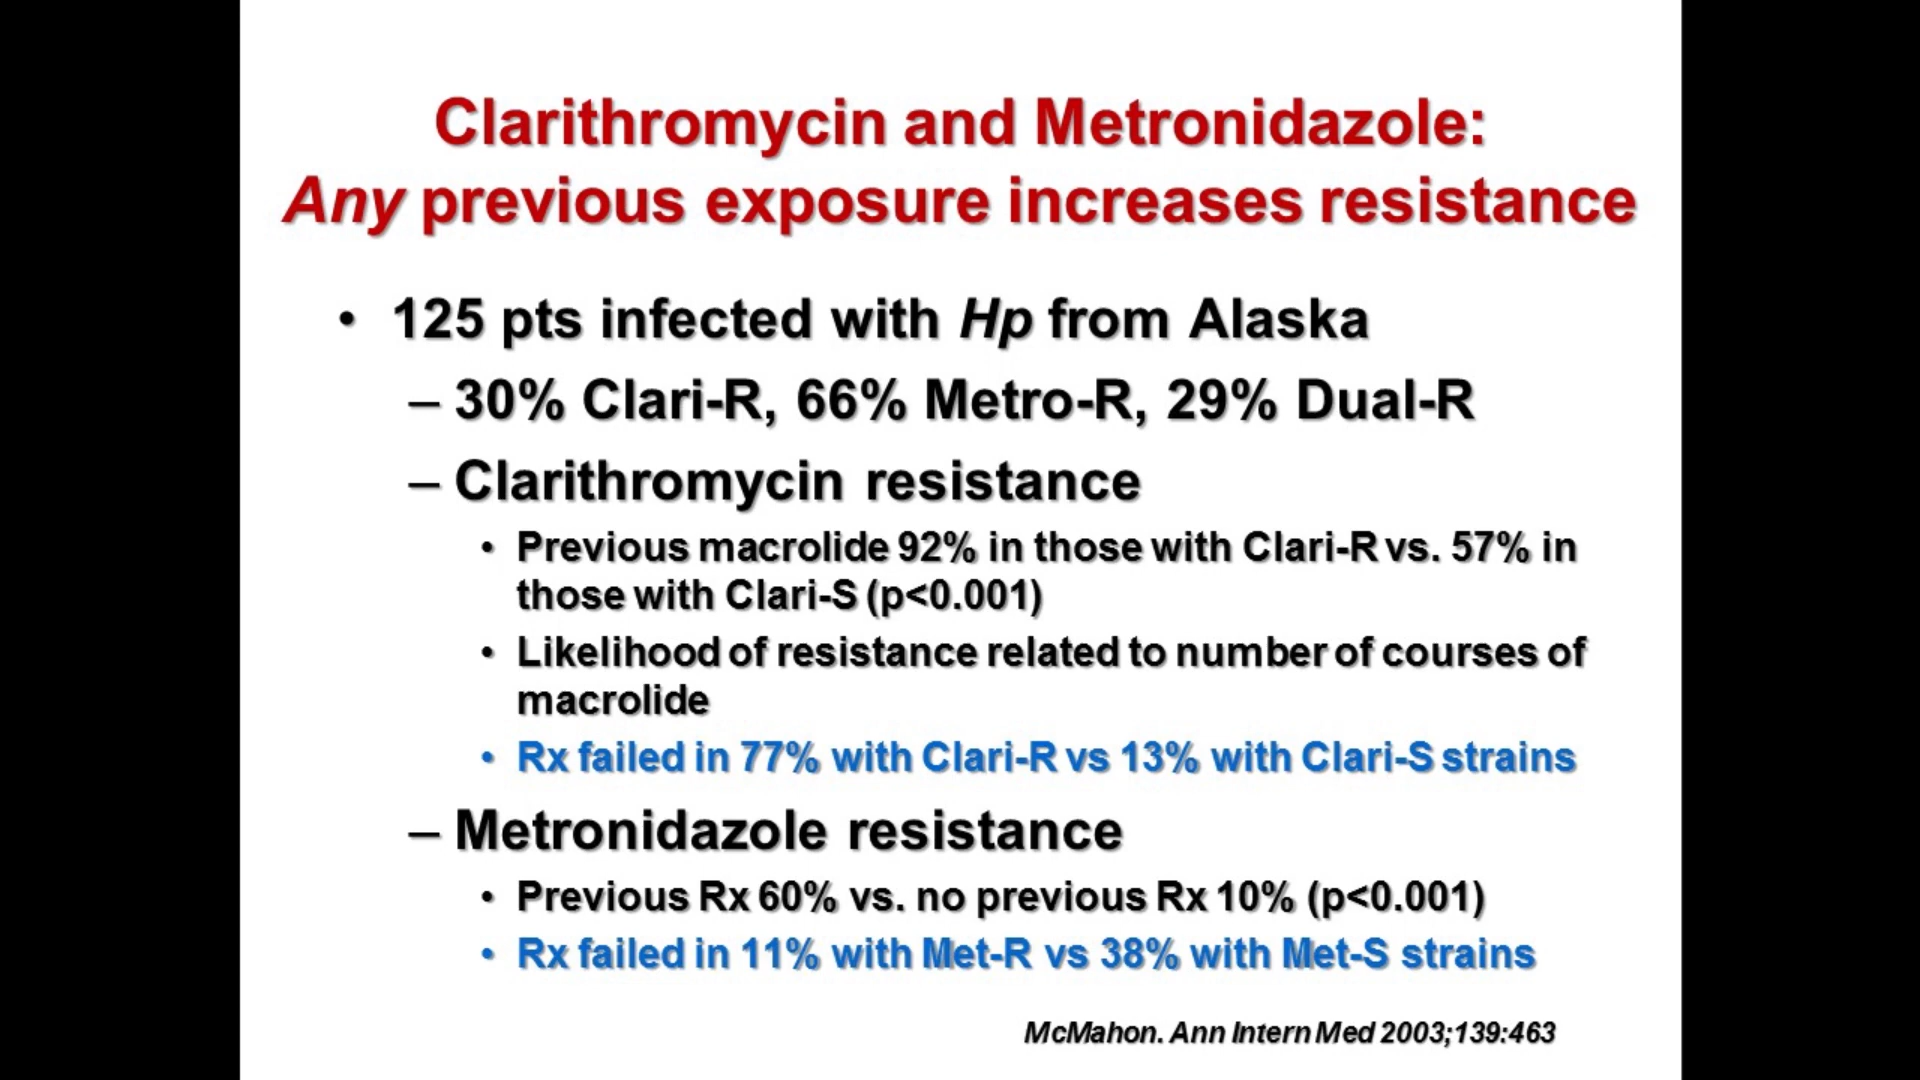 Clarithromycin and Metronidazole:
Any previous exposure increases resistance
• 125 pts infected with Hp from Alaska
– 30% Clari-R, 66% Metro-R, 29% Dual-R
– Clarithromycin resistance
• Previous macrolide 92% in those with Clari-R vs. 57% in
those with Clari-S (p<0.001)
• Likelihood of resistance related to number of courses of
macrolide
• Rx failed in 77% with Clari-R vs 13% with Clari-S strains
– Metronidazole resistance
• Previous Rx 60% vs. no previous Rx 10% (p<0.001)
• Rx failed in 11% with Met-R vs 38% with Met-S strains
McMahon. Ann Intern Med 2003;139:463